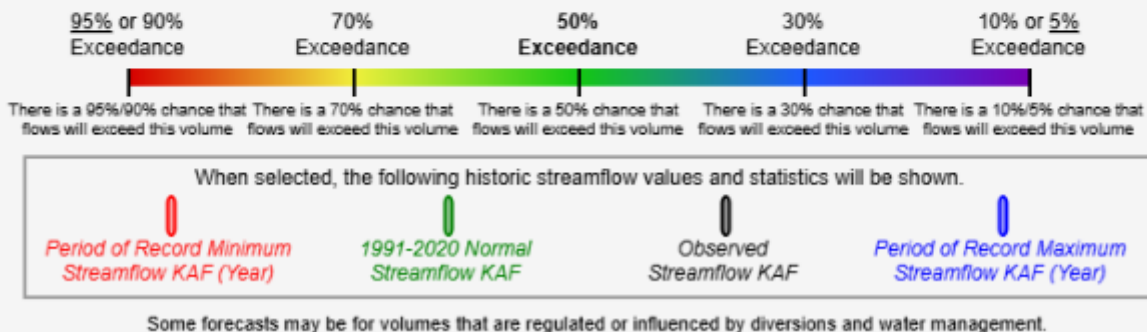 95% or 90% Exceedance
70% Exceedance
50% Exceedance
30% Exceedance
10% or 5% Exceedance
There is a 95%/90% chance that flows will exceed this volume
There is a 70% chance that flows will exceed this volume
There is a 50% chance that flows will exceed this volume
There is a 30% chance that flows will exceed this volume
There is a 10%/5% chance that flows will exceed this volume
When selected, the following historic streamflow values and statistics will be shown.
Period of Record Minimum
Streamflow KAF (Year)
1991-2020 Normal
Streamflow KAF
Observed
Streamflow KAF
Period of Record Maximum
Streamflow KAF (Year)
Some forecasts may be for volumes that are regulated or influenced by diversions and water management.